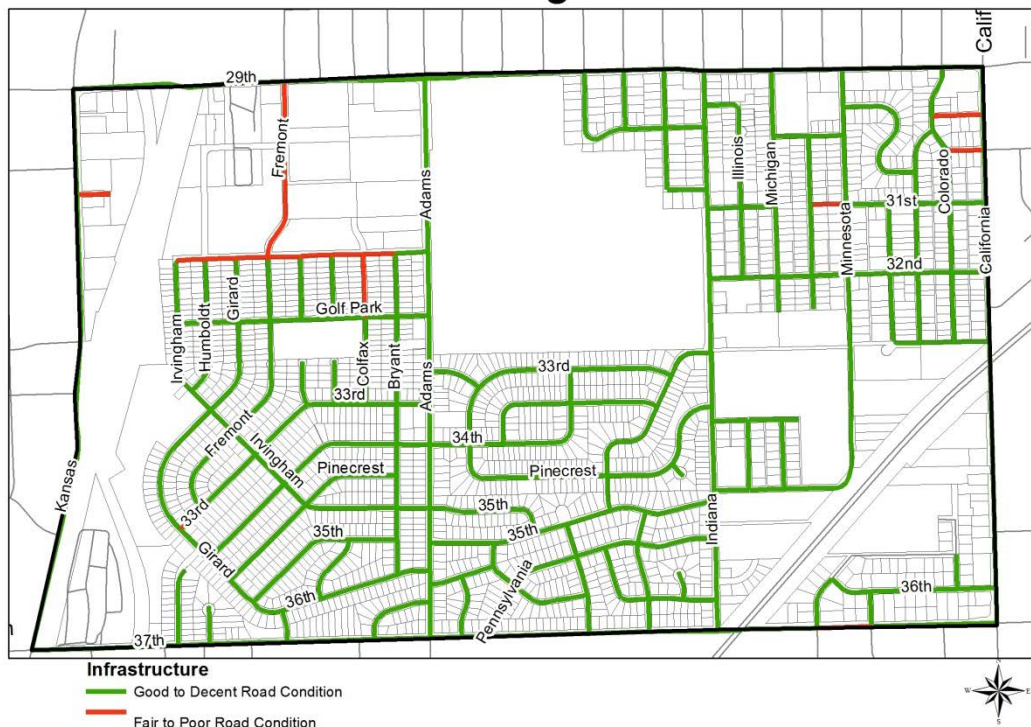 Calif
29th
Fremont
Adams
Illinois
Michigan
Minnesota
Colorado
31st
California
32nd
Irvingham
Humboldt
Girard
Golf Park
Colfax
Bryant
Adams
33rd
33rd
Fremont
Irvingham
34th
Pinecrest
Pinecrest
Kansas
33rd
35th
35th
35th
Indiana
Girard
36th
Pennsylvania
36th
37th
Infrastructure
Good to Decent Road Condition
Fair to Poor Road Condition
N
W E
S